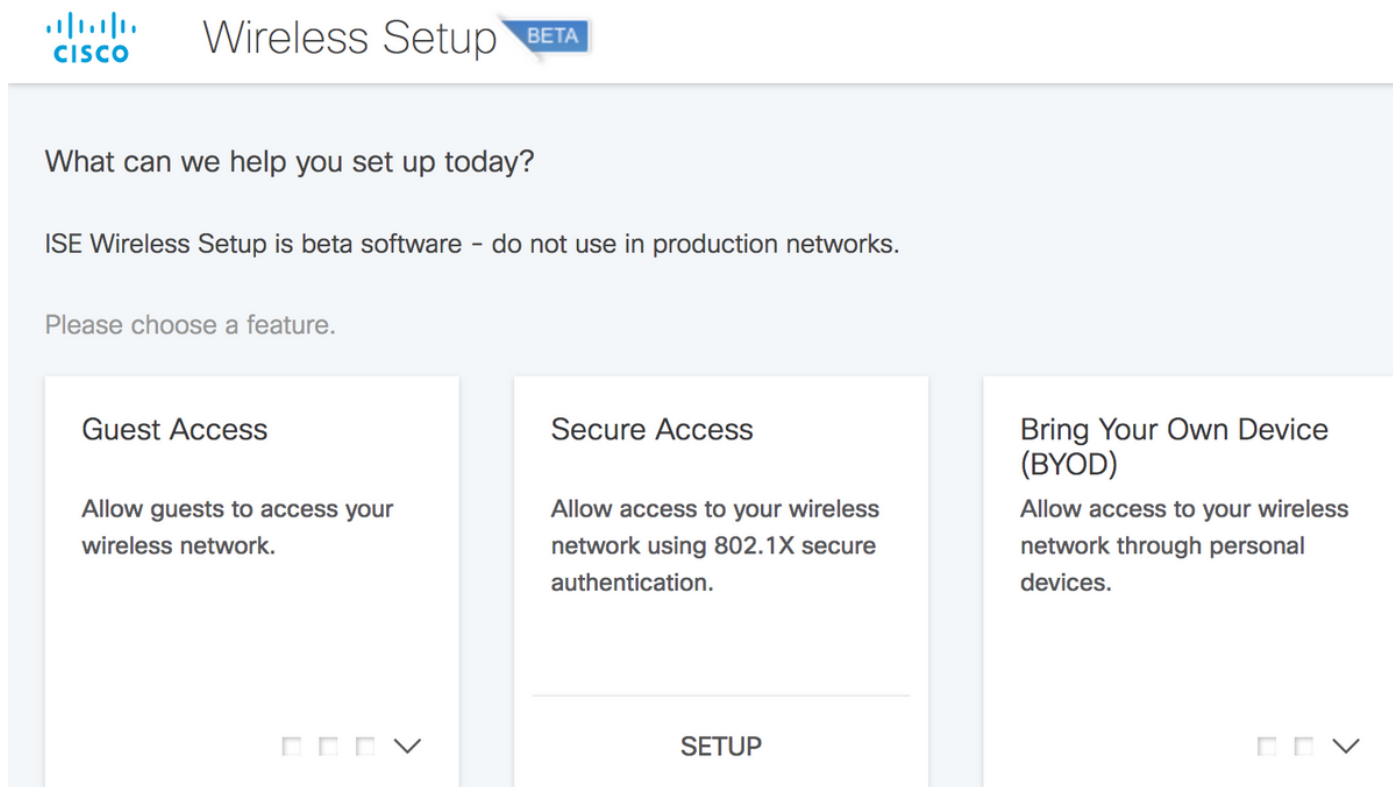 CISCO
Wireless Setup BETA
What can we help you set up today?
ISE Wireless Setup is beta software - do not use in production networks.
Please choose a feature.
Guest Access
Allow guests to access your
wireless network.
Secure Access
Allow access to your wireless
network using 802.1X secure
authentication.
SETUP
Bring Your Own Device
(BYOD)
Allow access to your wireless
network through personal
devices.